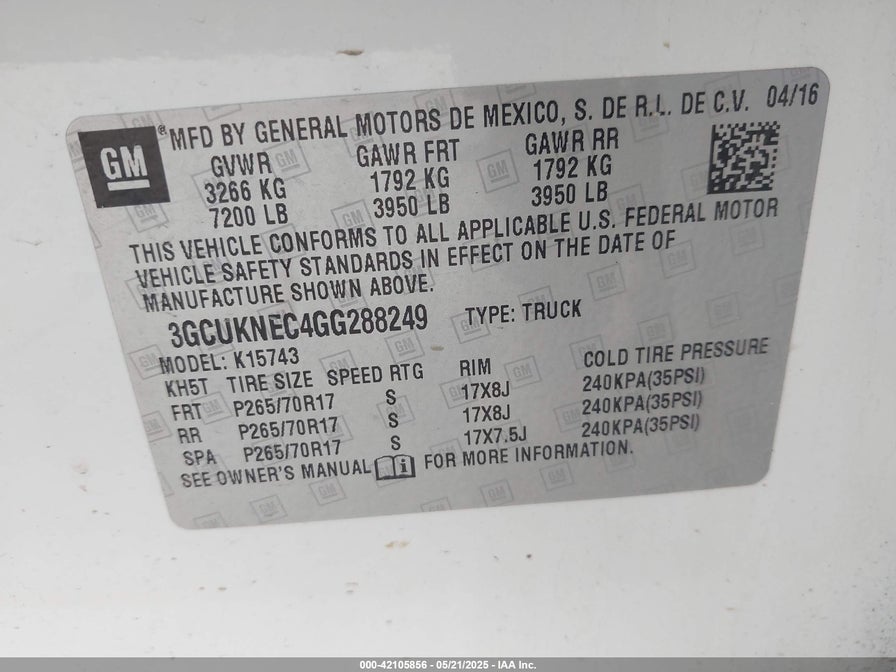 GM ® MFD BY GENERAL MOTORS DE MEXICO, S. DE R.L. DE C.V. 04/16
GVWR GAWR FRT GAWR RR
3266 KG 1792 KG 1792 KG
7200 LB 3950 LB 3950 LB
THIS VEHICLE CONFORMS TO ALL APPLICABLE U.S. FEDERAL MOTOR
VEHICLE SAFETY STANDARDS IN EFFECT ON THE DATE OF
MANUFACTURE SHOWN ABOVE.
3GCUKNEC4GG288249 TYPE: TRUCK
MODEL: K15743
KH5T TIRE SIZE SPEED RTG RIM COLD TIRE PRESSURE
FRT P265/70R17 S 17X8J 240KPA(35PSI)
RR P265/70R17 S 17X8J 240KPA(35PSI)
SPA P265/70R17 S 17X7.5J 240KPA(35PSI)
SEE OWNER'S MANUAL FOR MORE INFORMATION.
000-42105856 - 05/21/2025 - IAA Inc.